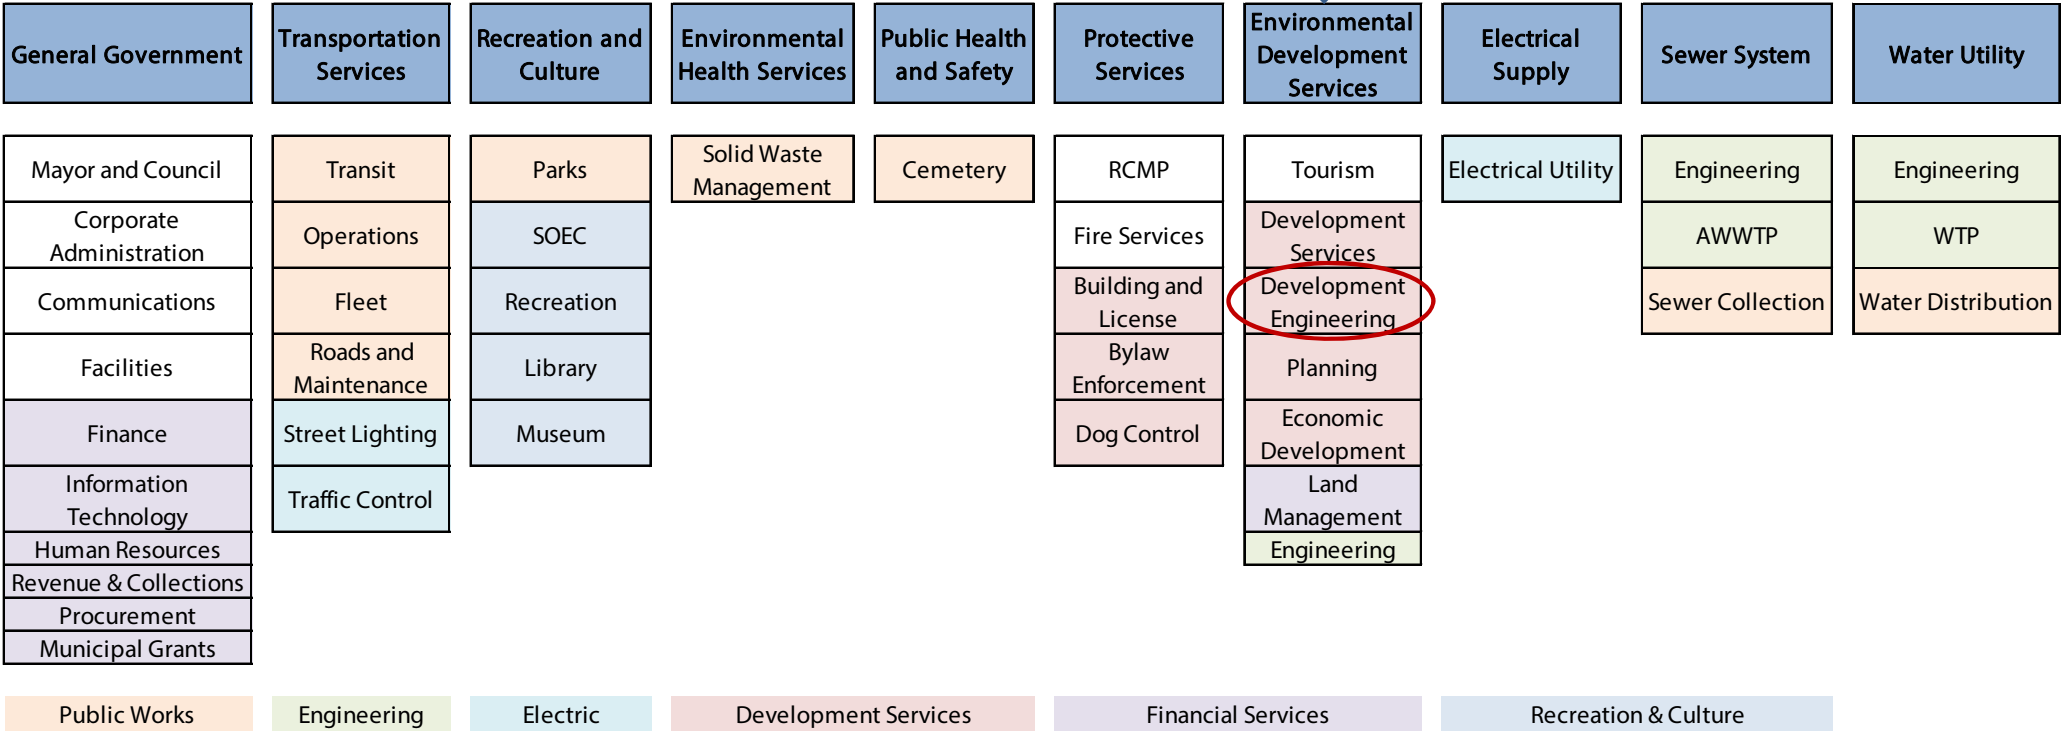 General Government
Transportation
Services
Recreation and
Culture
Environmental
Health Services
Public Health
and Safety
Protective
Services
Environmental
Development
Services
Electrical
Supply
Sewer System
Water Utility
Mayor and Council
Corporate
Administration
Communications
Facilities
Finance
Information
Technology
Human Resources
Revenue & Collections
Procurement
Municipal Grants
Transit
Operations
Fleet
Roads and
Maintenance
Street Lighting
Traffic Control
Parks
SOEC
Recreation
Library
Museum
Solid Waste
Management
Cemetery
RCMP
Fire Services
Building and
License
Bylaw
Enforcement
Dog Control
Tourism
Development
Services
Development
Engineering
Planning
Economic
Development
Land
Management
Engineering
Electrical Utility
Engineering
AWWTP
Sewer Collection
Engineering
WTP
Water Distribution
Public Works
Engineering
Electric
Development Services
Financial Services
Recreation & Culture